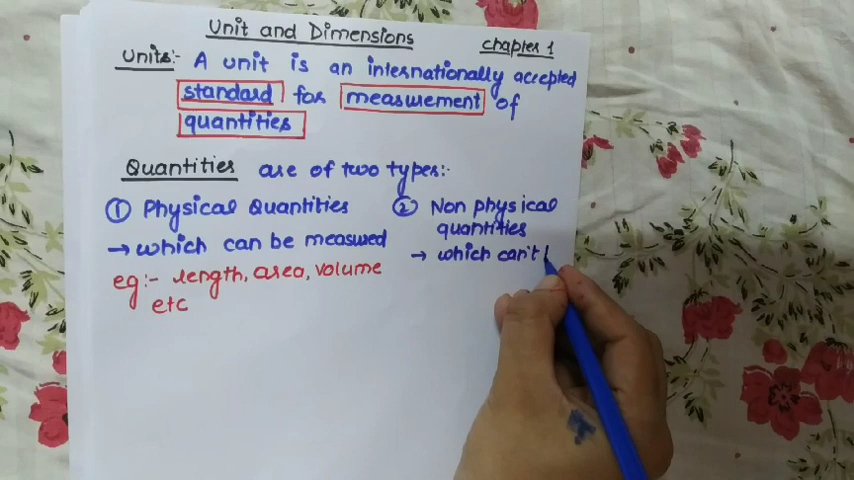 Unit and Dimensions
chapter 1
Units:- A unit is an internationally accepted
standard for measurement of
quantities
Quantities are of two types:-
① Physical Quantities
→ which can be measured
eg:- length, area, volume
etc
② Non physical
quantities
→ which can't